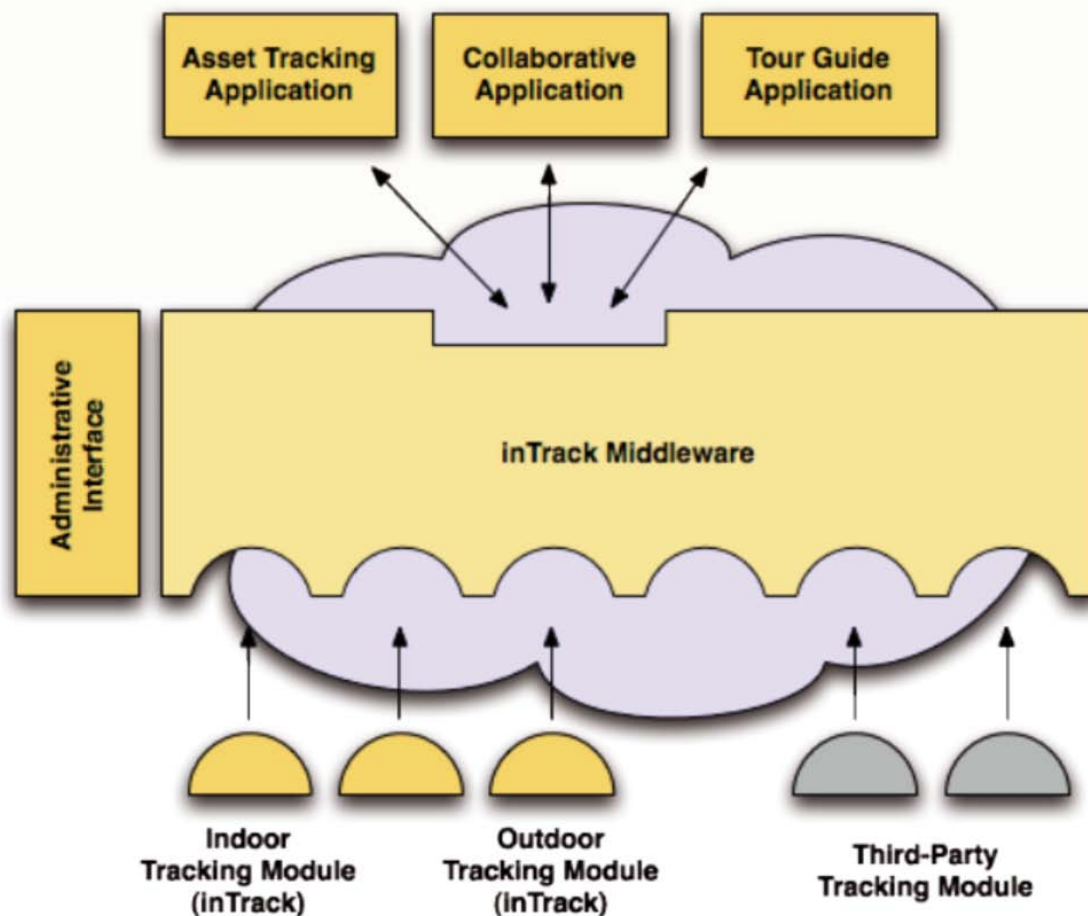 Asset Tracking
Application
Collaborative
Application
Tour Guide
Application
Administrative
Interface
inTrack Middleware
Indoor
Tracking Module
(inTrack)
Outdoor
Tracking Module
(inTrack)
Third-Party
Tracking Module